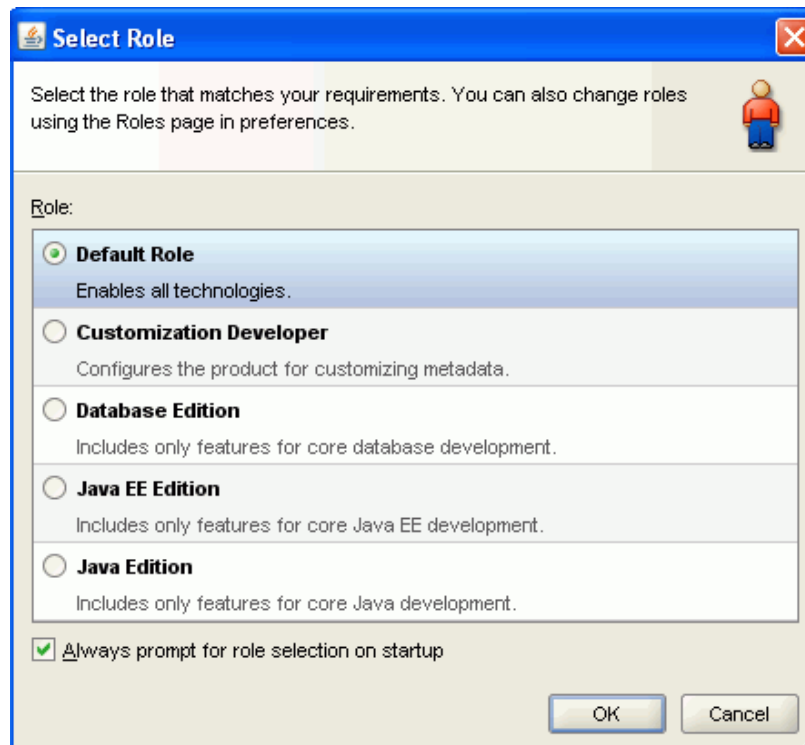 Select Role
Select the role that matches your requirements. You can also change roles
using the Roles page in preferences.
Role:
Default Role
Enables all technologies.
Customization Developer
Configures the product for customizing metadata.
Database Edition
Includes only features for core database development.
Java EE Edition
Includes only features for core Java EE development.
Java Edition
Includes only features for core Java development.
Always prompt for role selection on startup
OK
Cancel